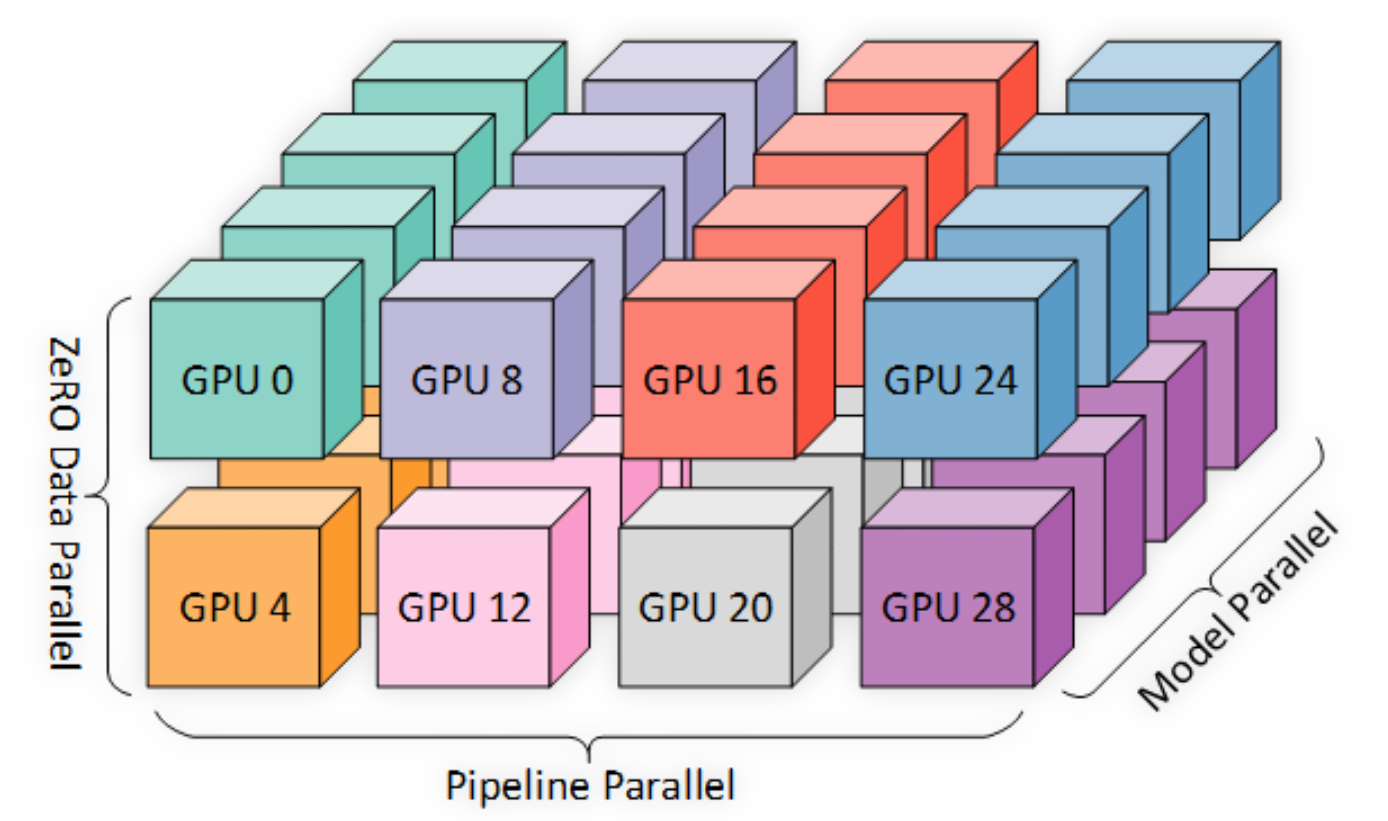 GPU 0
GPU 8
GPU 16
GPU 24
ZeRO Data Parallel
GPU 4
GPU 12
GPU 20
GPU 28
Model Parallel
Pipeline Parallel